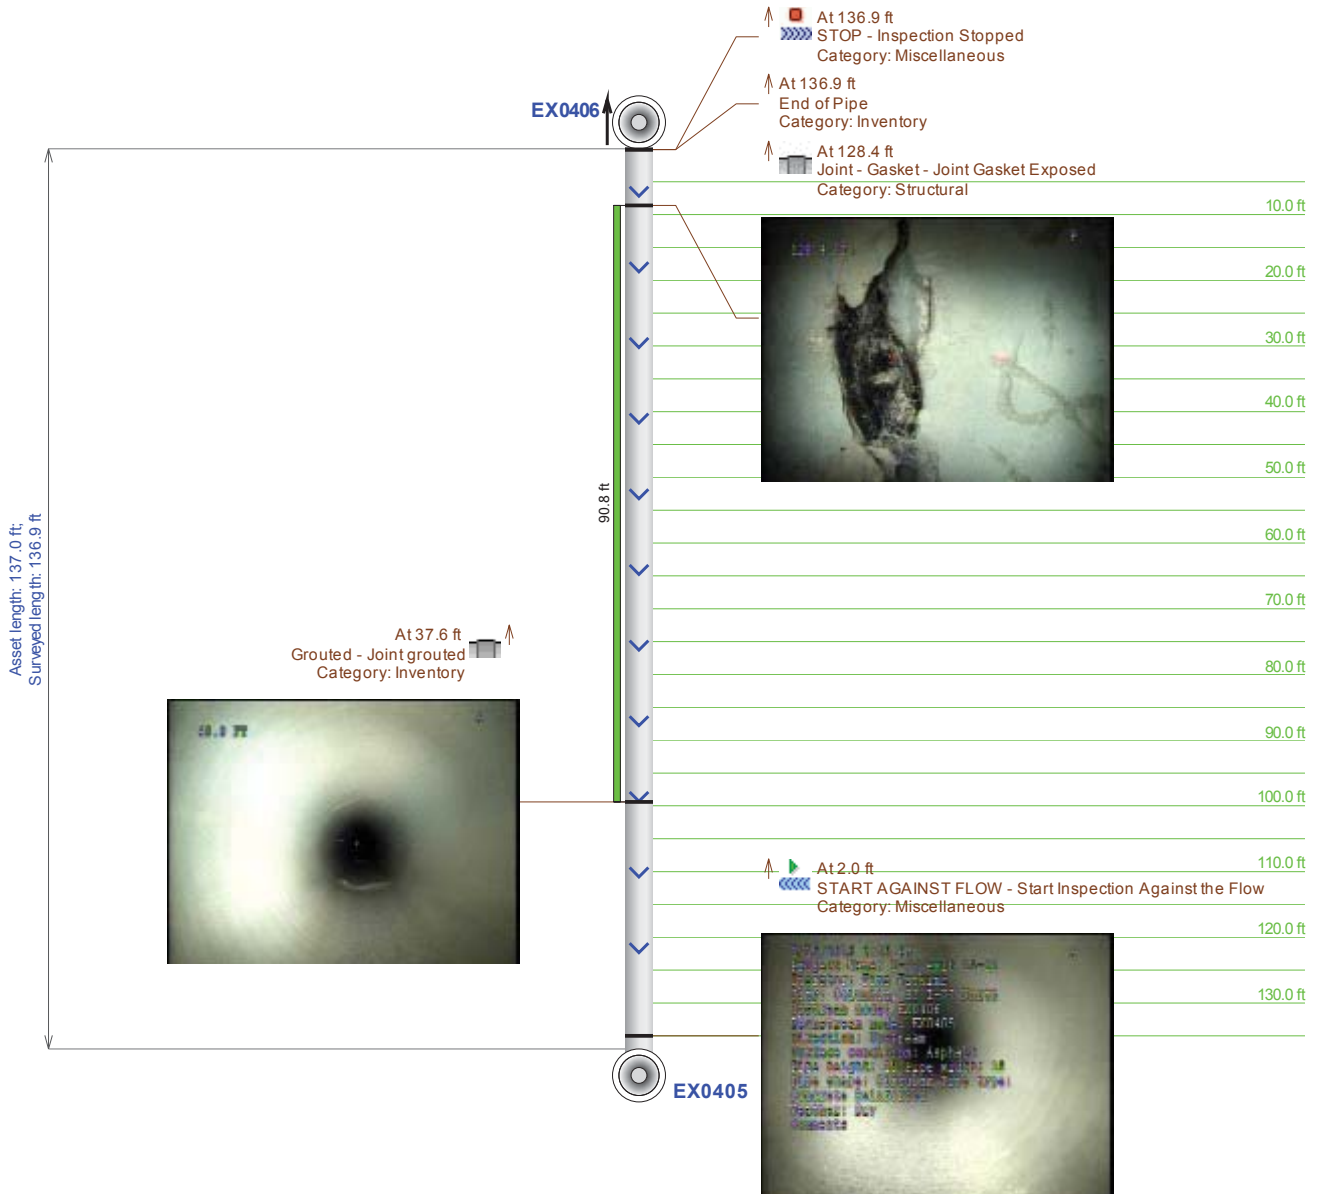 At 136.9 ft
STOP - Inspection Stopped
Category: Miscellaneous
At 136.9 ft
End of Pipe
Category: Inventory
EX0406
At 128.4 ft
Joint - Gasket - Joint Gasket Exposed
Category: Structural
10.0 ft
20.0 ft
30.0 ft
40.0 ft
50.0 ft
60.0 ft
70.0 ft
80.0 ft
90.0 ft
100.0 ft
110.0 ft
120.0 ft
130.0 ft
90.8 ft
Asset length: 137.0 ft;
Surveyed length: 136.9 ft
At 37.6 ft
Grouted - Joint grouted
Category: Inventory
At 2.0 ft
START AGAINST FLOW - Start Inspection Against the Flow
Category: Miscellaneous
EX0406
EX0405
EX0405